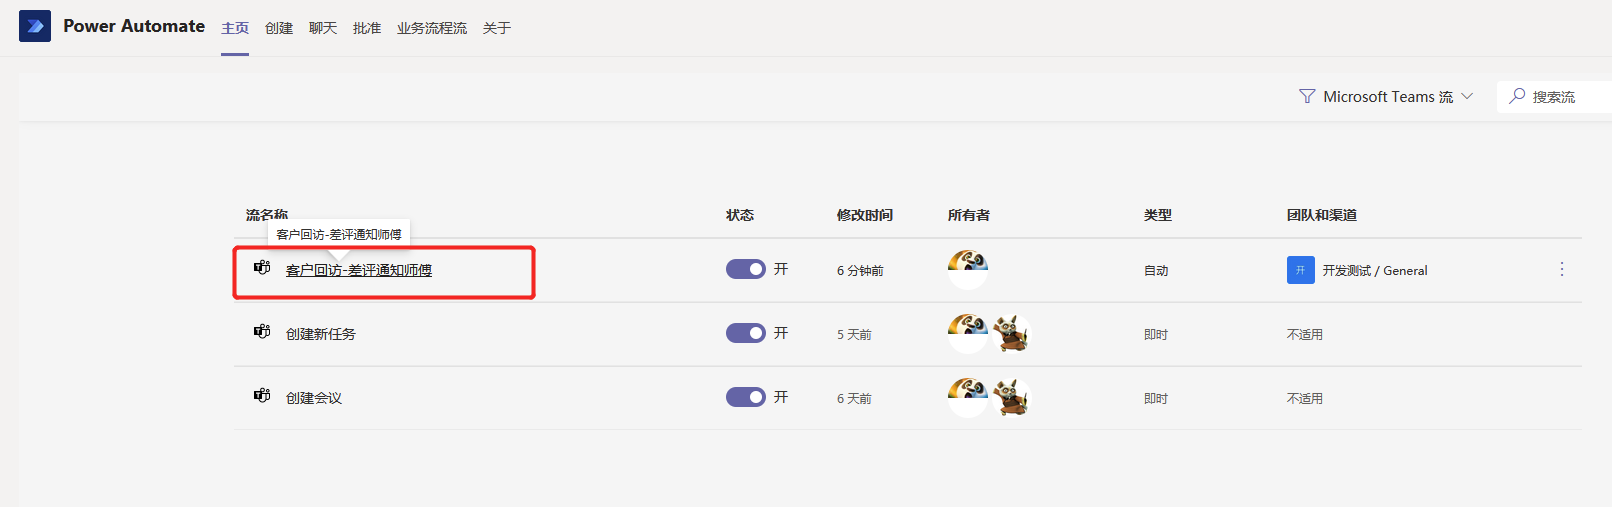 Power Automate 主页 创建 聊天 批准 业务流程流 关于
Microsoft Teams 流 搜索流
流名称 状态 修改时间 所有者 类型 团队和渠道
客户回访-差评通知师傅
客户回访-差评通知师傅 开 6 分钟前 自动 开 开发测试 / General
创建新任务 开 5 天前 即时 不适用
创建会议 开 6 天前 即时 不适用